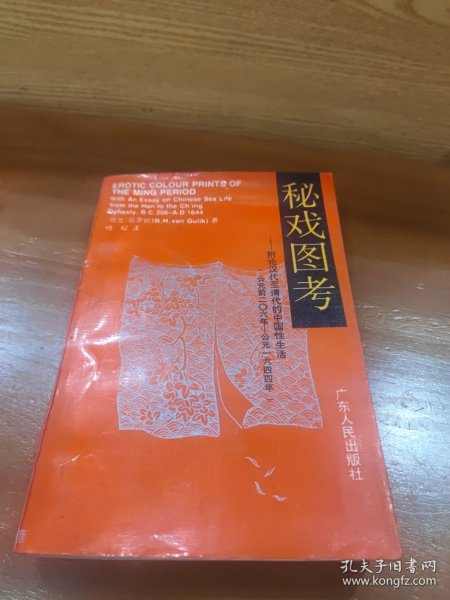 EROTIC COLOUR PRINTS OF
THE MING PERIOD
With An Essay on Chinese Sex Life
from the Han to the Ch'ing
Dynasty, B.C. 206-A.D. 1644
荷兰 高罗佩(R.H. van Gulik) 著
杨权 译
秘戏图考
——附论汉代至清代的中国性生活
(公元前二〇六年—公元一六四四年)
广东人民出版社
孔夫子旧书网
www.kongfz.com